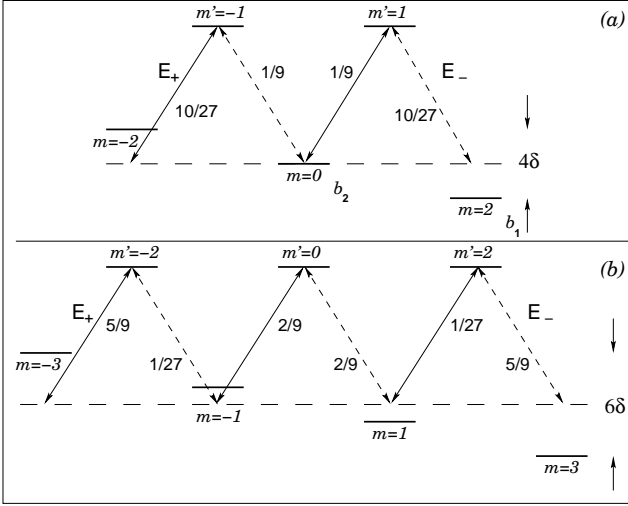 m'=−1 m'=1 (a)
E+ 1/9 1/9 E−
10/27 10/27
m=−2
4δ
m=0 b2
m=2
b1
m'=−2 m'=0 m'=2 (b)
E+ 5/9 2/9 1/27 E−
1/27 2/9 5/9
m=−3
m=−1 6δ
m=1
m=3